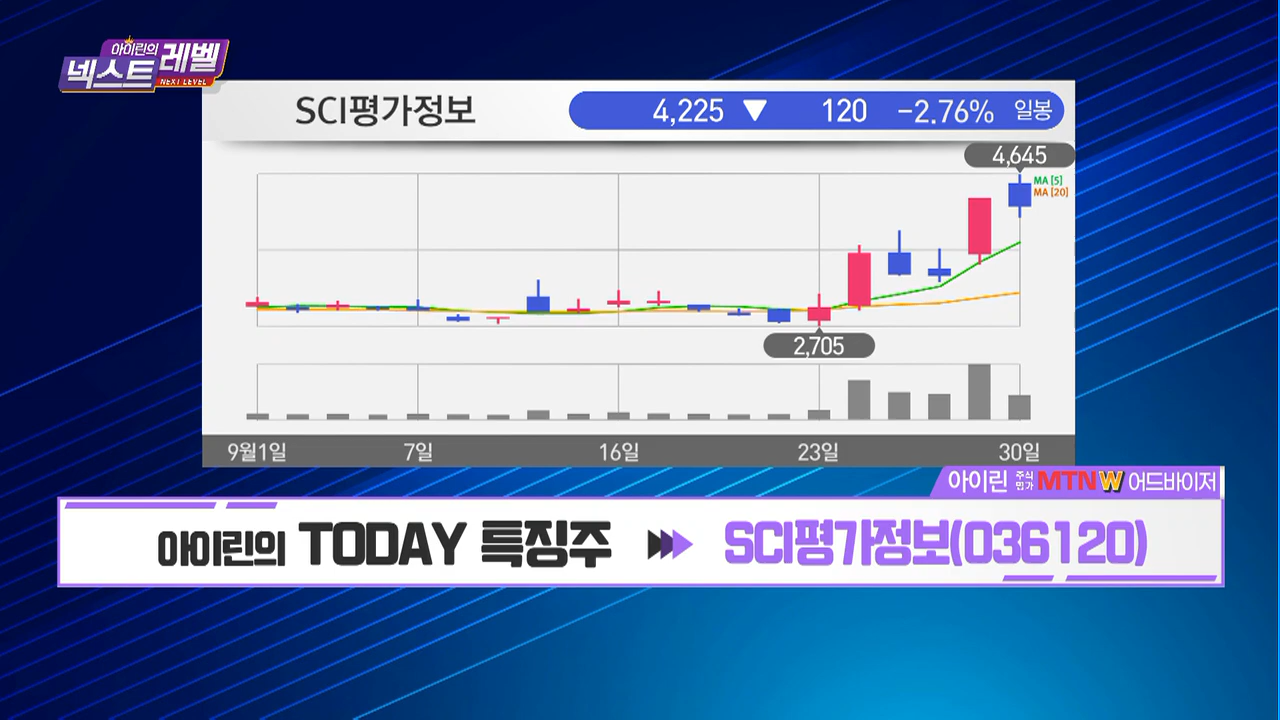 아이린의
넥스트 레벨
NEXT LEVEL
SCI평가정보 4,225 ▼ 120 -2.76% 일봉
4,645
MA [5]
MA [20]
2,705
9월1일 7일 16일 23일 30일
아이린 주식만가 MTNW 어드바이저
아이린의 TODAY 특징주 SCI평가정보(036120)